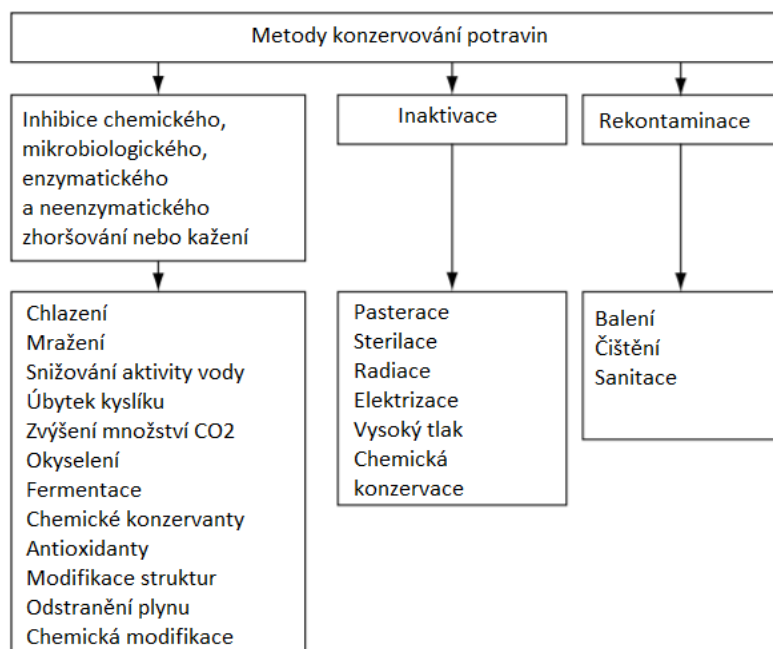 Metody konzervování potravin
Inhibice chemického,
mikrobiologického,
enzymatického
a neenzymatického
zhoršování nebo kažení
Inaktivace
Rekontaminace
Chlazení
Mražení
Snižování aktivity vody
Úbytek kyslíku
Zvýšení množství CO2
Okyselení
Fermentace
Chemické konzervanty
Antioxidanty
Modifikace struktur
Odstranění plynu
Chemická modifikace
Pasterace
Sterilace
Radiace
Elektrizace
Vysoký tlak
Chemická
konzervace
Balení
Čištění
Sanitace